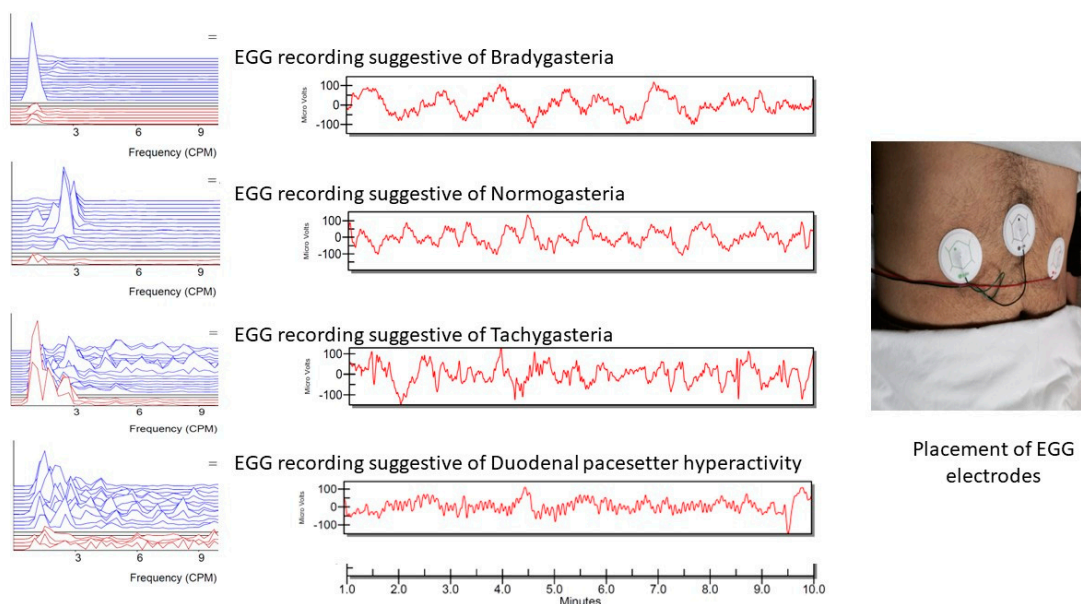 =
EGG recording suggestive of Bradygasteria
Micro Volts
100
0
-100
3 6 9
Frequency (CPM)
=
EGG recording suggestive of Normogasteria
Micro Volts
100
0
-100
3 6 9
Frequency (CPM)
=
EGG recording suggestive of Tachygasteria
Micro Volts
100
0
-100
3 6 9
Frequency (CPM)
=
EGG recording suggestive of Duodenal pacesetter hyperactivity
Micro Volts
100
0
-100
3 6 9
Frequency (CPM)
1.0 2.0 3.0 4.0 5.0 6.0 7.0 8.0 9.0 10.0
Minutes
Placement of EGG
electrodes